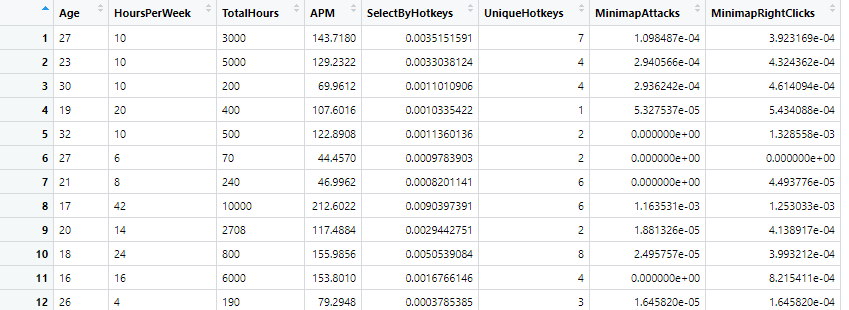 Age HoursPerWeek TotalHours APM SelectByHotkeys UniqueHotkeys MinimapAttacks MinimapRightClicks
1 27 10 3000 143.7180 0.0035151591 7 1.098487e-04 3.923169e-04
2 23 10 5000 129.2322 0.0033038124 4 2.940566e-04 4.324362e-04
3 30 10 200 69.9612 0.0011010906 4 2.936242e-04 4.614094e-04
4 19 20 400 107.6016 0.0010335422 1 5.327537e-05 5.434088e-04
5 32 10 500 122.8908 0.0011360136 2 0.000000e+00 1.328558e-03
6 27 6 70 44.4570 0.0009783903 2 0.000000e+00 0.000000e+00
7 21 8 240 46.9962 0.0008201141 6 0.000000e+00 4.493776e-05
8 17 42 10000 212.6022 0.0090397391 6 1.163531e-03 1.253033e-03
9 20 14 2708 117.4884 0.0029442751 2 1.881326e-05 4.138917e-04
10 18 24 800 155.9856 0.0050539084 8 2.495757e-05 3.993212e-04
11 16 16 6000 153.8010 0.0016766146 4 0.000000e+00 8.215411e-04
12 26 4 190 79.2948 0.0003785385 3 1.645820e-05 1.645820e-04